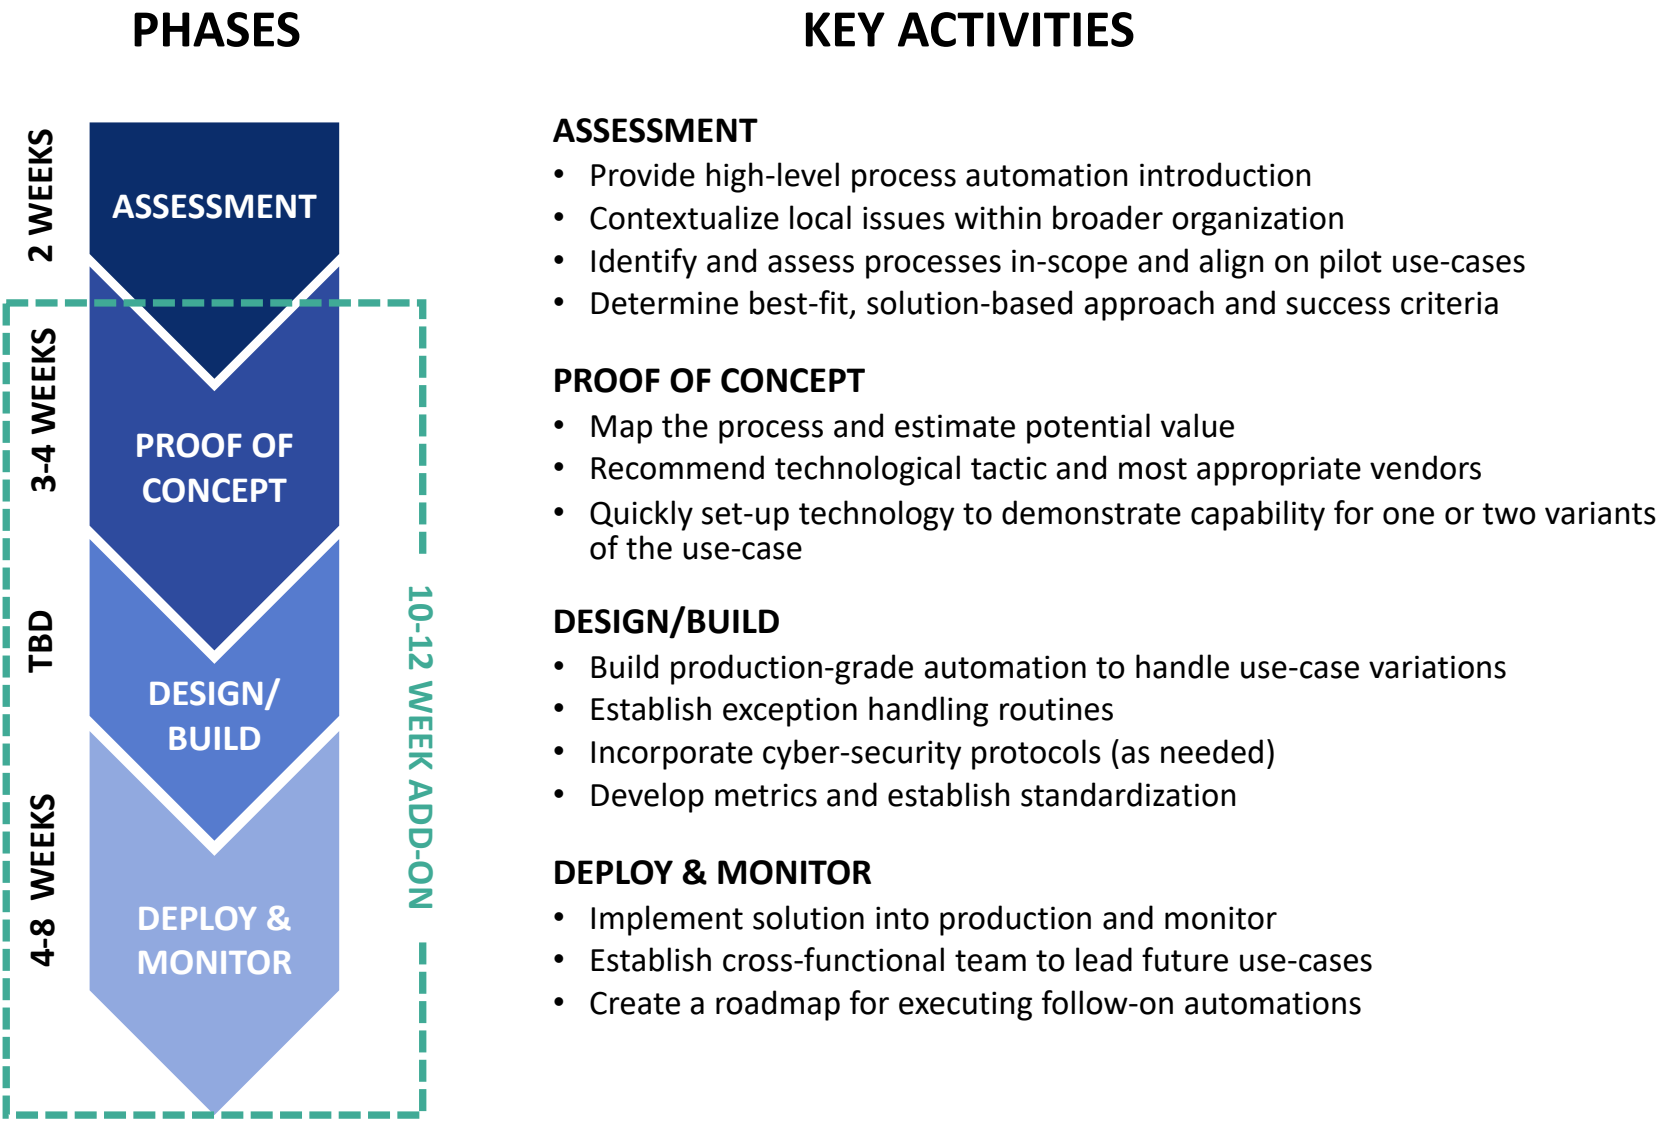 PHASES
KEY ACTIVITIES
2 WEEKS
ASSESSMENT
3-4 WEEKS
PROOF OF
CONCEPT
TBD
DESIGN/
BUILD
4-8 WEEKS
DEPLOY &
MONITOR
10-12 WEEK ADD-ON
ASSESSMENT
• Provide high-level process automation introduction
• Contextualize local issues within broader organization
• Identify and assess processes in-scope and align on pilot use-cases
• Determine best-fit, solution-based approach and success criteria
PROOF OF CONCEPT
• Map the process and estimate potential value
• Recommend technological tactic and most appropriate vendors
• Quickly set-up technology to demonstrate capability for one or two variants
of the use-case
DESIGN/BUILD
• Build production-grade automation to handle use-case variations
• Establish exception handling routines
• Incorporate cyber-security protocols (as needed)
• Develop metrics and establish standardization
DEPLOY & MONITOR
• Implement solution into production and monitor
• Establish cross-functional team to lead future use-cases
• Create a roadmap for executing follow-on automations